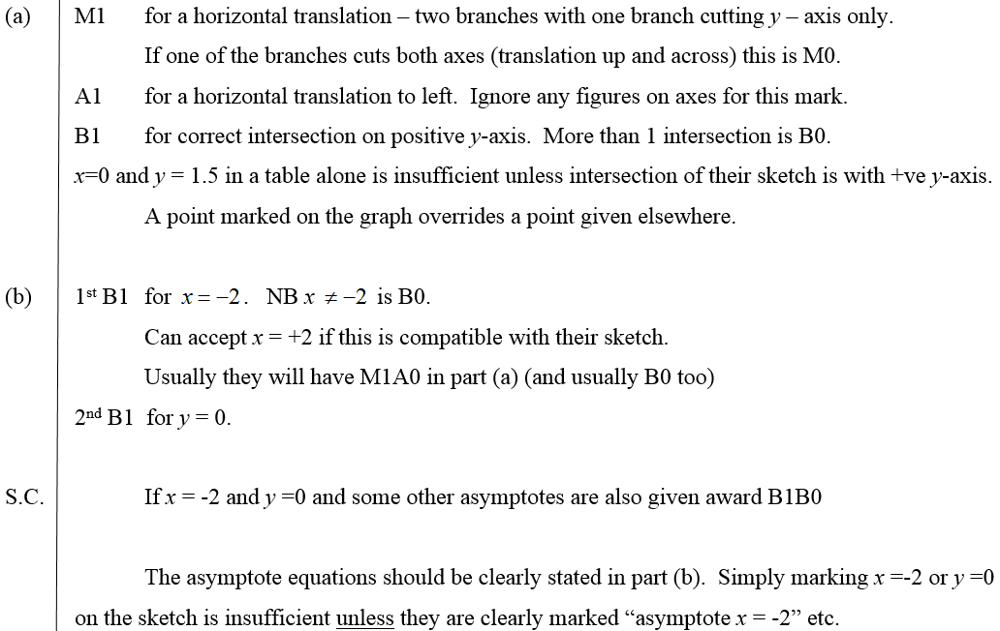 (a) M1 for a horizontal translation – two branches with one branch cutting y – axis only.
If one of the branches cuts both axes (translation up and across) this is M0.
A1 for a horizontal translation to left. Ignore any figures on axes for this mark.
B1 for correct intersection on positive y-axis. More than 1 intersection is B0.
x=0 and y = 1.5 in a table alone is insufficient unless intersection of their sketch is with +ve y-axis.
A point marked on the graph overrides a point given elsewhere.
(b) 1st B1 for x = −2. NB x ≠ −2 is B0.
Can accept x = +2 if this is compatible with their sketch.
Usually they will have M1A0 in part (a) (and usually B0 too)
2nd B1 for y = 0.
S.C. If x = -2 and y =0 and some other asymptotes are also given award B1B0
The asymptote equations should be clearly stated in part (b). Simply marking x =-2 or y =0
on the sketch is insufficient unless they are clearly marked “asymptote x = -2” etc.